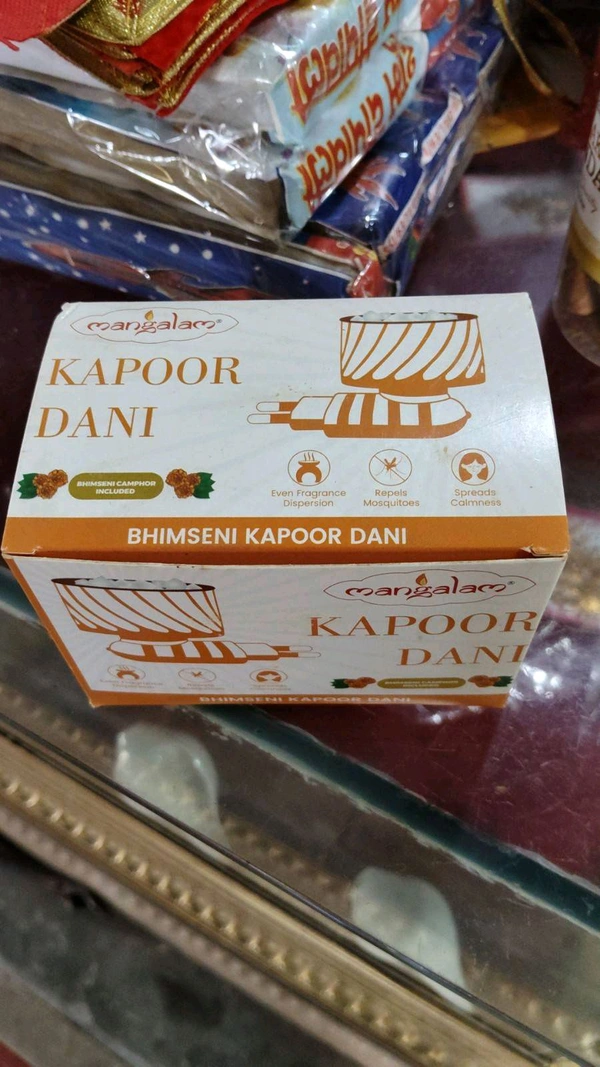 mangalam®
KAPOOR
DANI
BHIMSENI CAMPHOR
INCLUDED
Even Fragrance
Dispersion
Repels
Mosquitoes
Spreads
Calmness
BHIMSENI KAPOOR DANI
mangalam®
KAPOOR
DANI
BHIMSENI KAPOOR DANI